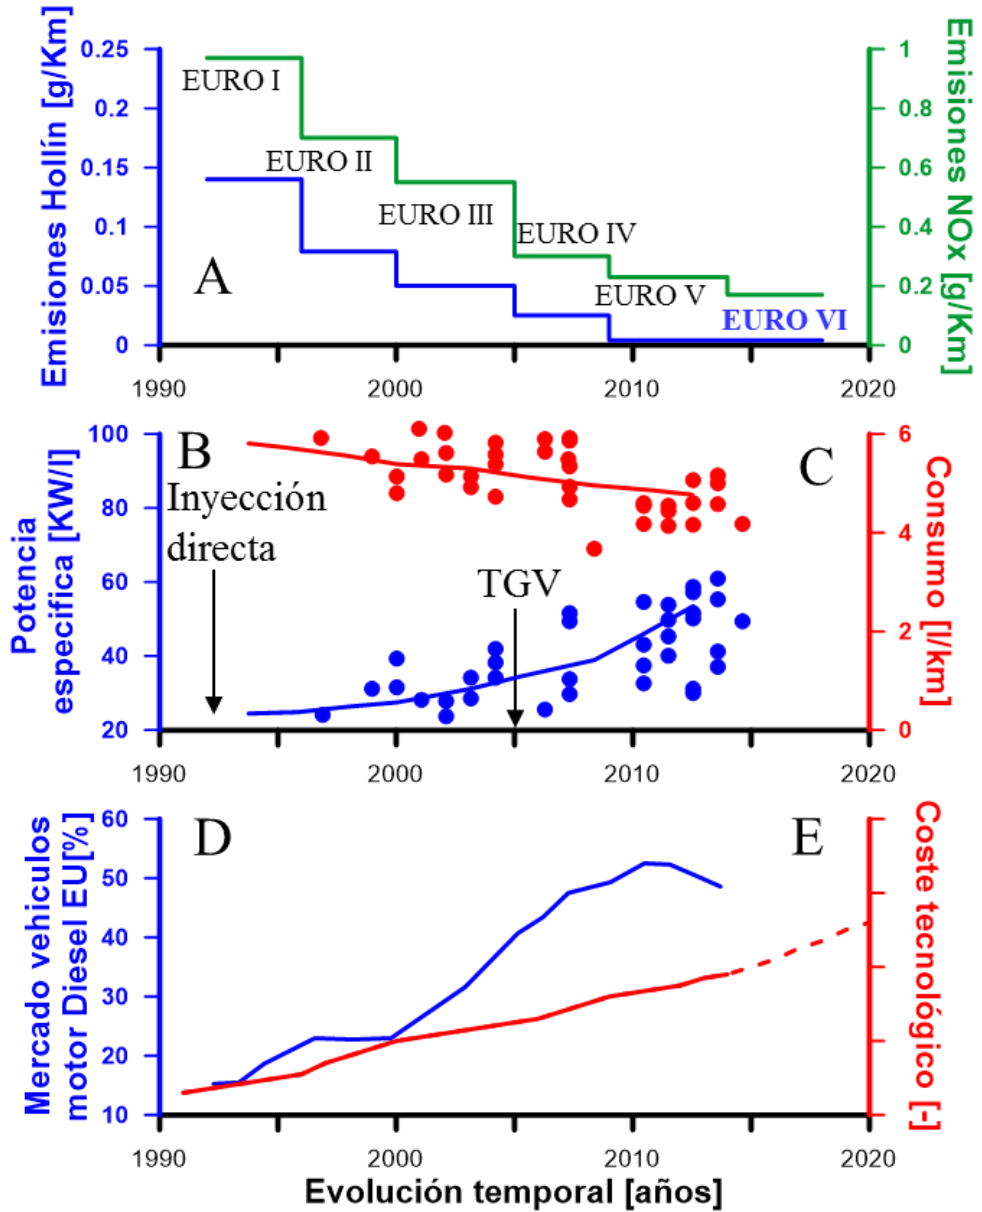 Emisiones Hollín [g/Km]
0.25
0.2
0.15
0.1
0.05
0
EURO I
EURO II
EURO III
EURO IV
EURO V
EURO VI
A
1
0.8
0.6
0.4
0.2
0
Emisiones NOx [g/Km]
1990
2000
2010
2020
Potencia
especifica [KW/l]
100
80
60
40
20
B
Inyección
directa
TGV
C
6
4
2
0
Consumo [l/km]
1990
2000
2010
2020
Mercado vehiculos
motor Diesel EU[%]
60
50
40
30
20
10
D
E
Coste tecnológico [-]
1990
2000
2010
2020
Evolución temporal [años]